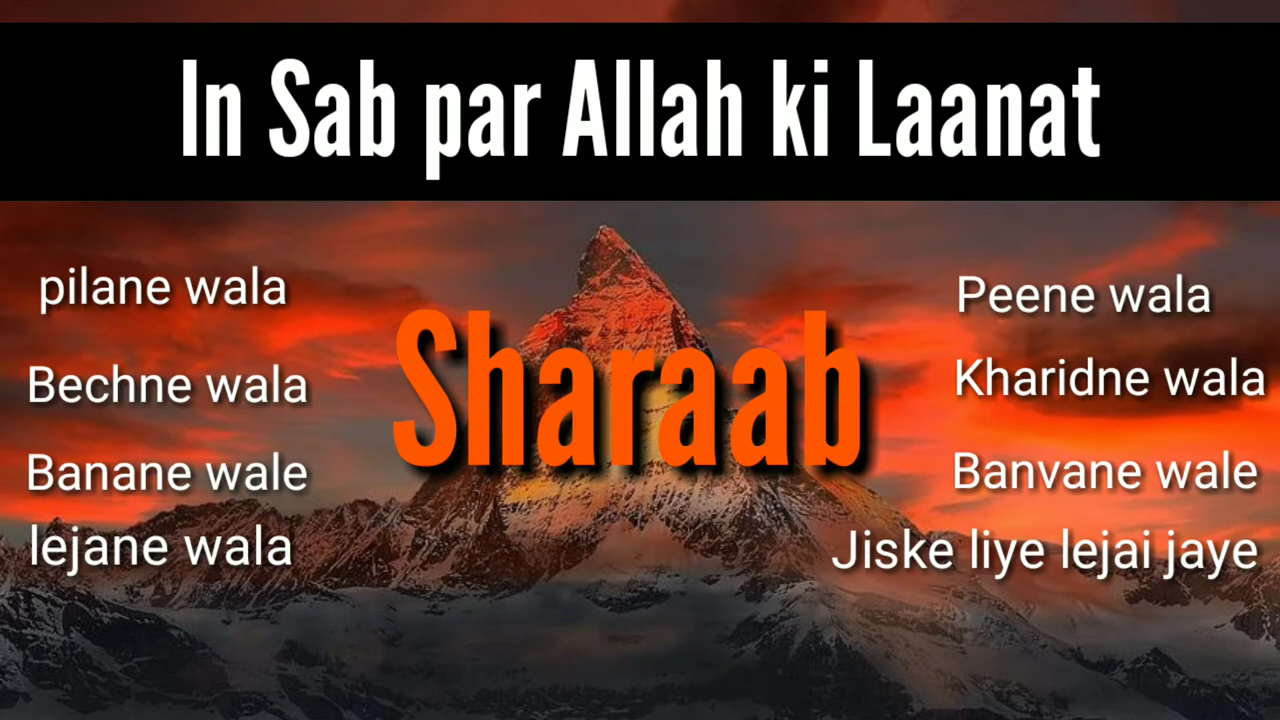 In Sab par Allah ki Laanat
Sharaab
pilane wala
Bechne wala
Banane wale
lejane wala
Peene wala
Kharidne wala
Banvane wale
Jiske liye lejai jaye